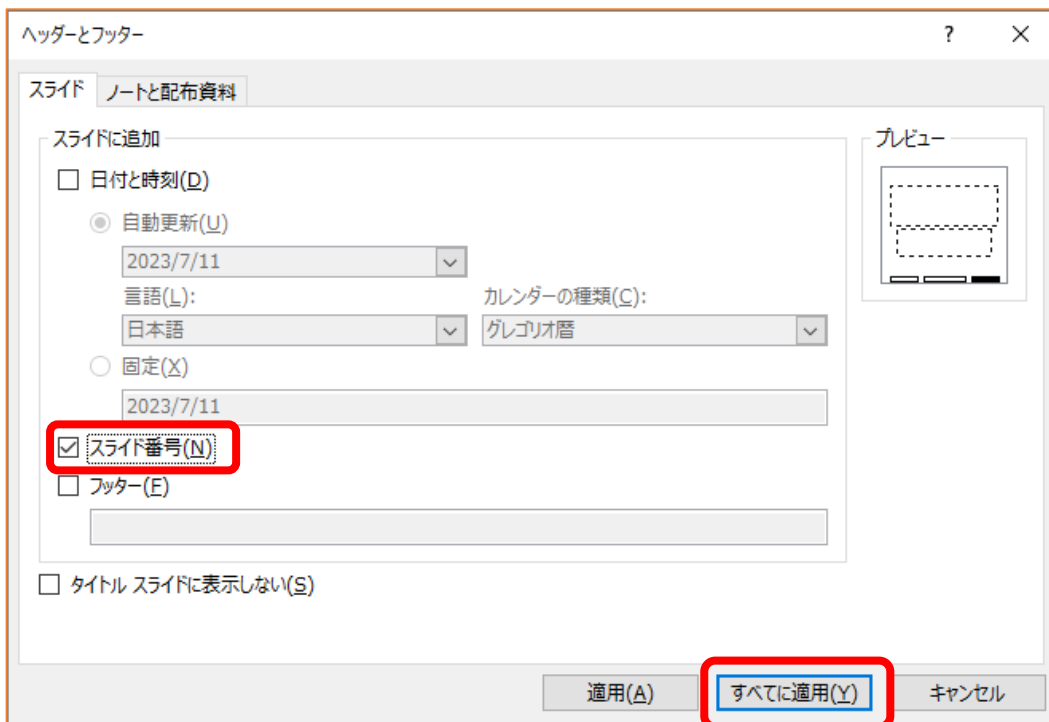 ヘッダーとフッター
スライド ノートと配布資料
スライドに追加
プレビュー
日付と時刻(D)
自動更新(U)
2023/7/11
言語(L): カレンダーの種類(C):
日本語 グレゴリオ暦
固定(X)
2023/7/11
スライド番号(N)
フッター(F)
タイトル スライドに表示しない(S)
適用(A) すべてに適用(Y) キャンセル